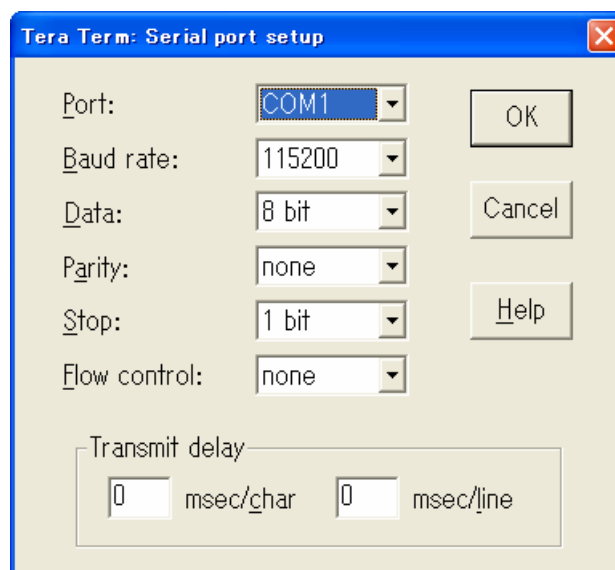 Tera Term: Serial port setup
Port: COM1
OK
Baud rate: 115200
Data: 8 bit
Cancel
Parity: none
Stop: 1 bit
Help
Flow control: none
Transmit delay
0 msec/char 0 msec/line